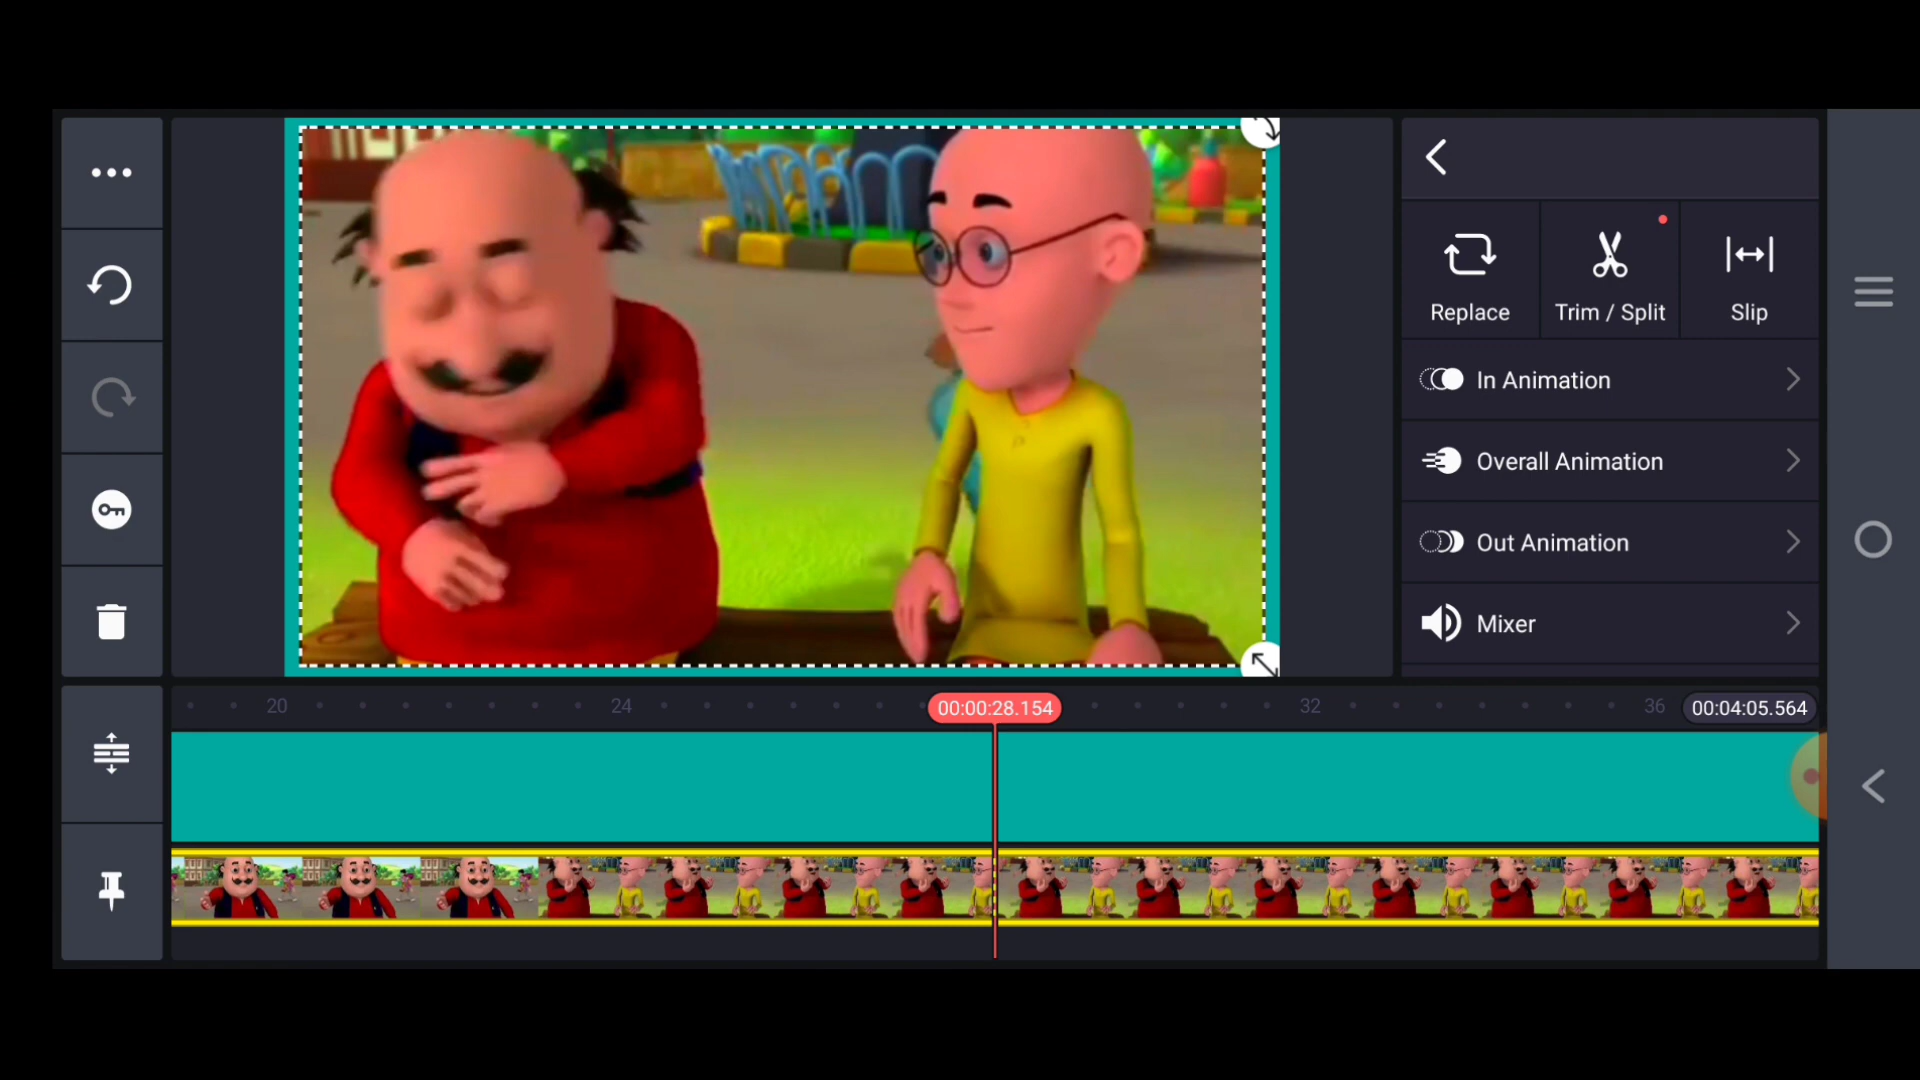 Replace
Trim / Split
Slip
In Animation
Overall Animation
Out Animation
Mixer
20
24
00:00:28.154
32
36
00:04:05.564